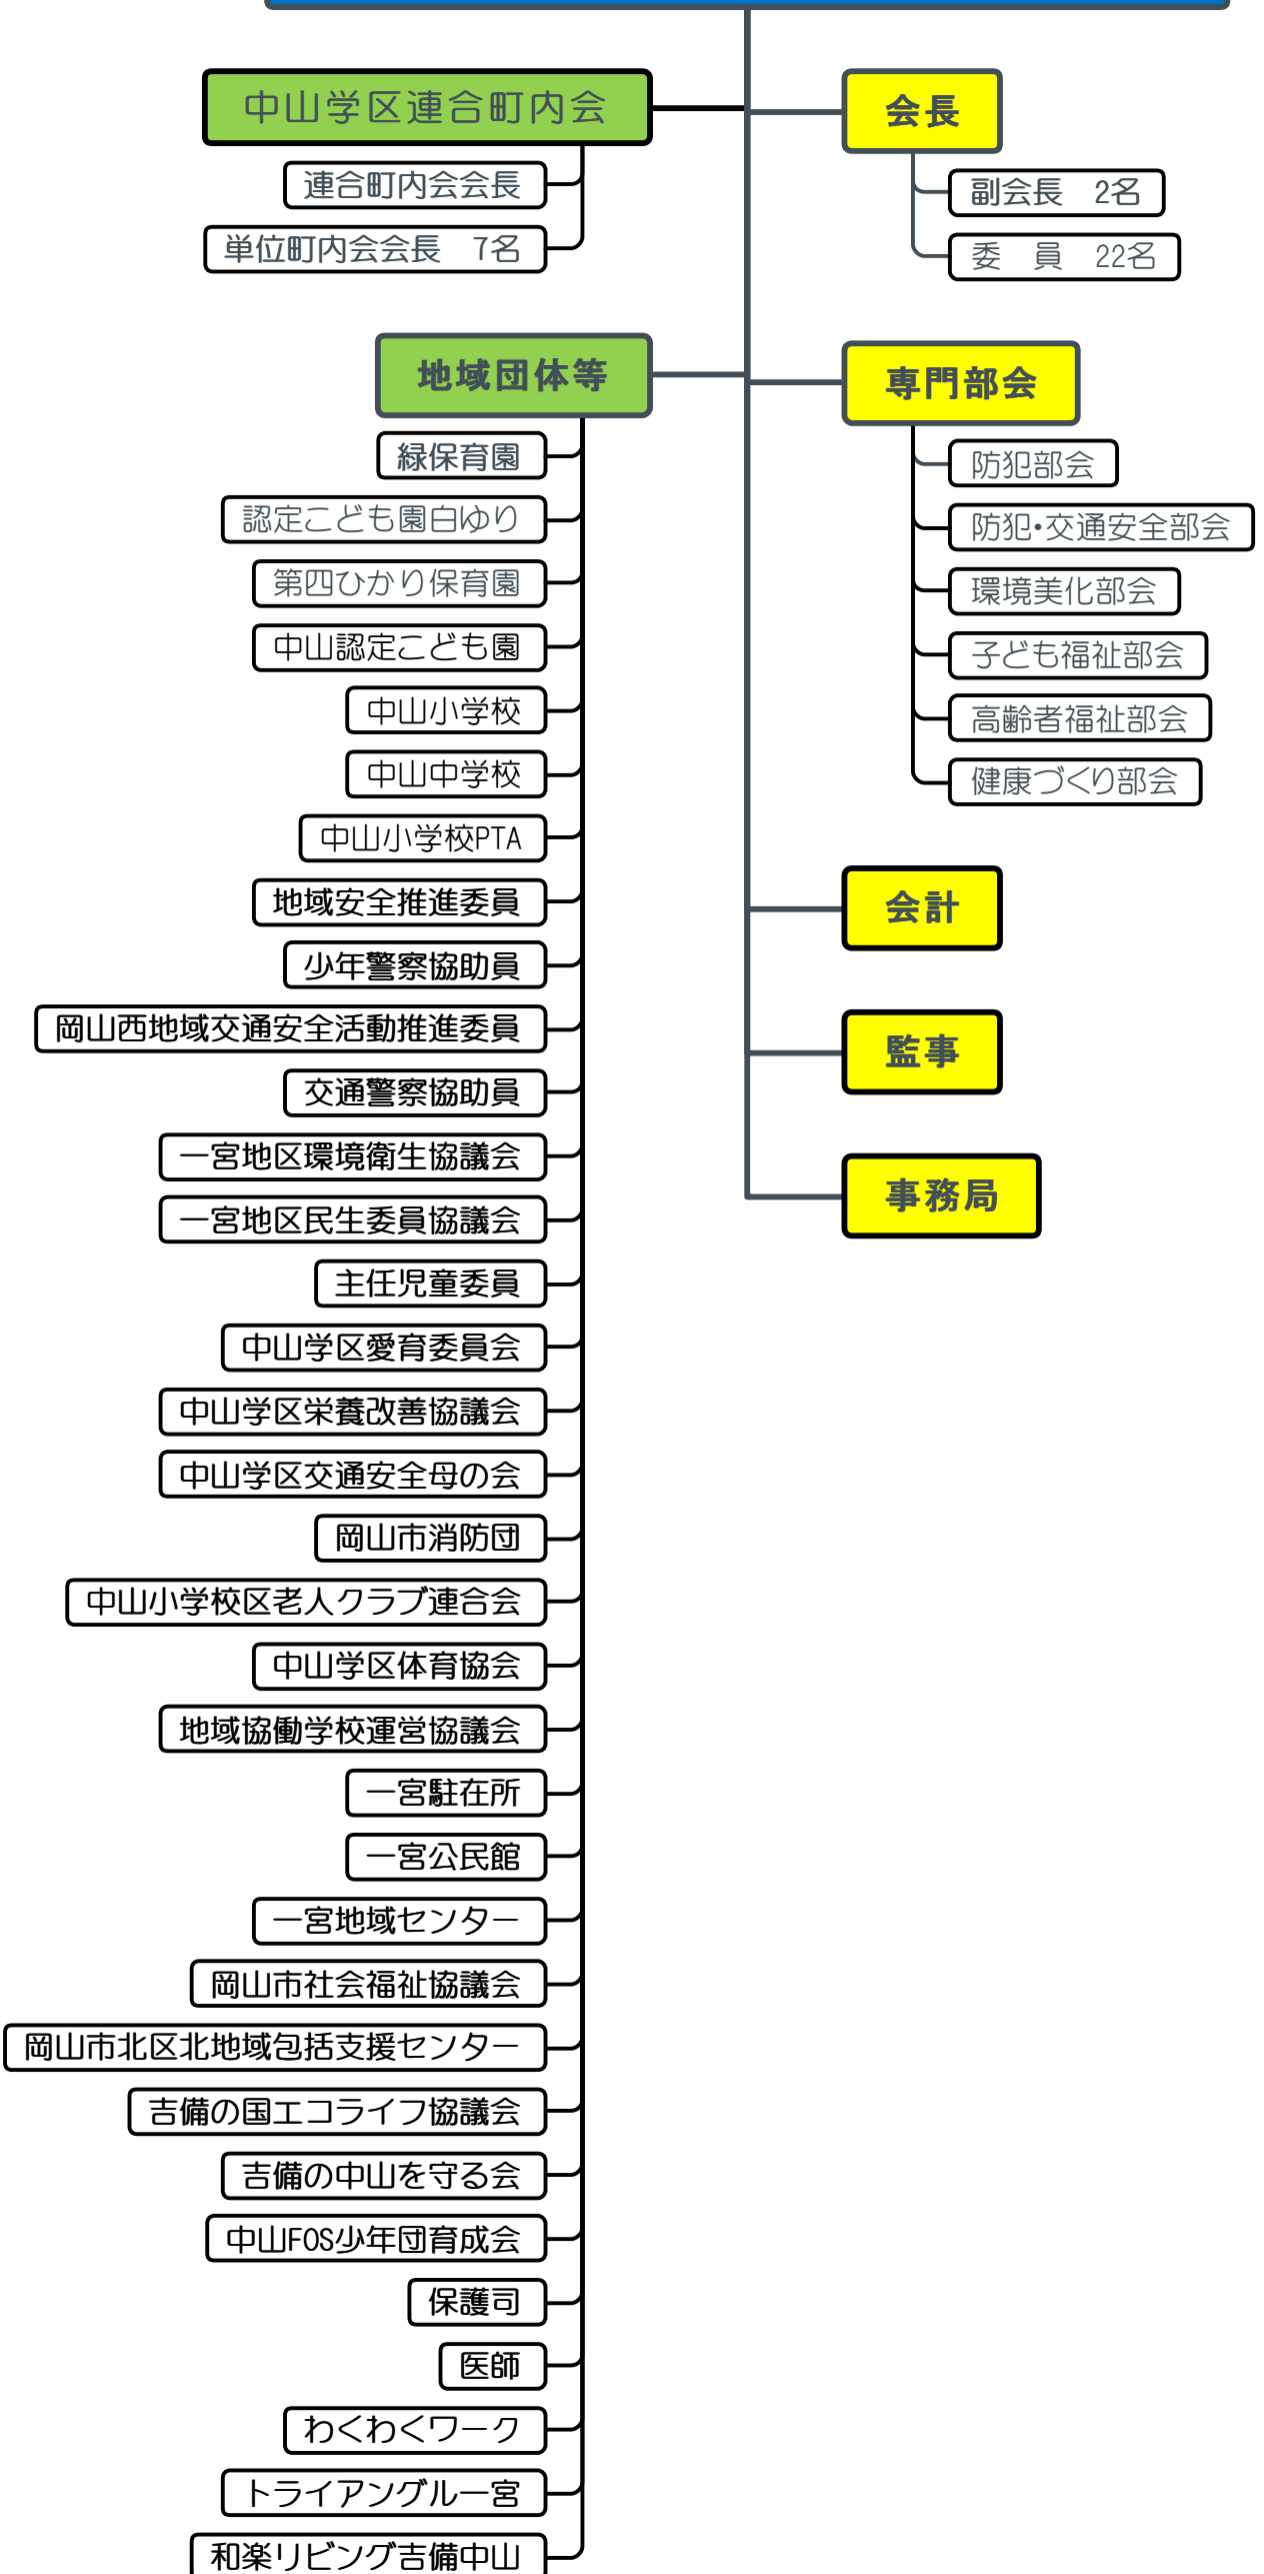 中山学区連合町内会
連合町内会会長
単位町内会会長　7名
会長
副会長　2名
委　員　22名
地域団体等
緑保育園
認定こども園白ゆり
第四ひかり保育園
中山認定こども園
中山小学校
中山中学校
中山小学校PTA
地域安全推進委員
少年警察協助員
岡山西地域交通安全活動推進委員
交通警察協助員
一宮地区環境衛生協議会
一宮地区民生委員協議会
主任児童委員
中山学区愛育委員会
中山学区栄養改善協議会
中山学区交通安全母の会
岡山市消防団
中山小学校区老人クラブ連合会
中山学区体育協会
地域協働学校運営協議会
一宮駐在所
一宮公民館
一宮地域センター
岡山市社会福祉協議会
岡山市北区北地域包括支援センター
吉備の国エコライフ協議会
吉備の中山を守る会
中山FOS少年団育成会
保護司
医師
わくわくワーク
トライアングル一宮
和楽リビング吉備中山
専門部会
防犯部会
防犯・交通安全部会
環境美化部会
子ども福祉部会
高齢者福祉部会
健康づくり部会
会計
監事
事務局